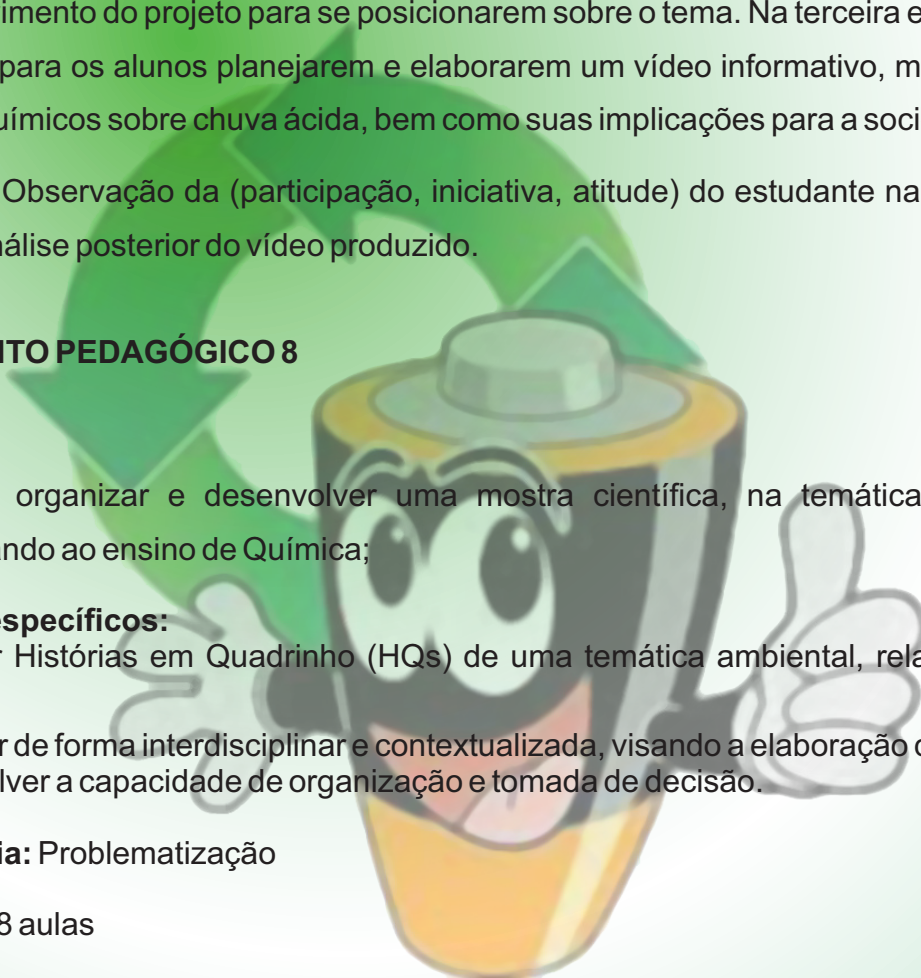 imento do projeto para se posicionarem sobre o tema. Na terceira e
para os alunos planejarem e elaborarem um vídeo informativo, m
uímicos sobre chuva ácida, bem como suas implicações para a soci
Observação da (participação, iniciativa, atitude) do estudante na
nálise posterior do vídeo produzido.
ITO PEDAGÓGICO 8
organizar e desenvolver uma mostra científica, na temática
ando ao ensino de Química;
específicos:
r Histórias em Quadrinho (HQs) de uma temática ambiental, rela
r de forma interdisciplinar e contextualizada, visando a elaboração d
lver a capacidade de organização e tomada de decisão.
ia: Problematização
8 aulas